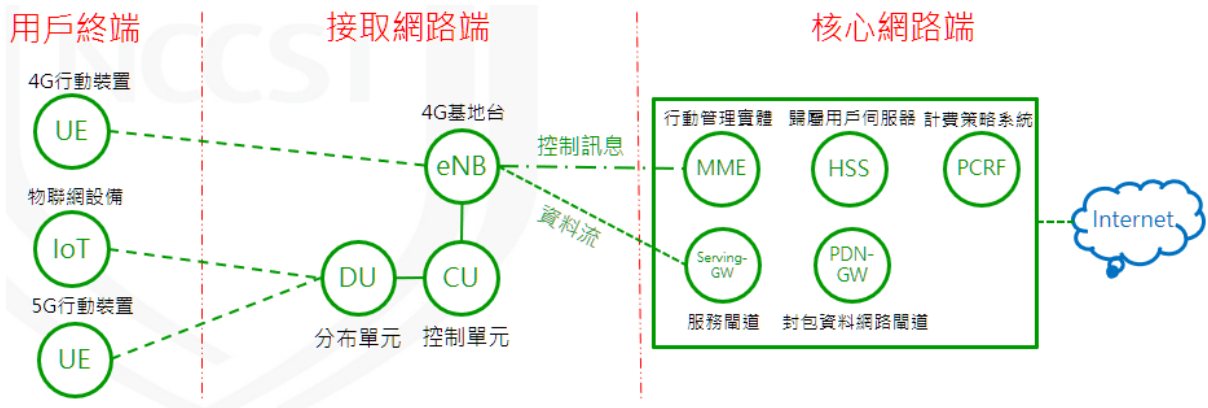 用戶終端
接取網路端
核心網路端
NCCST
4G行動裝置
UE
物聯網設備
IoT
5G行動裝置
UE
4G基地台
eNB
DU
CU
分布單元
控制單元
控制訊息
資料流
行動管理實體
歸屬用戶伺服器
計費策略系統
MME
HSS
PCRF
Serving-
GW
PDN-
GW
服務閘道
封包資料網路閘道
Internet